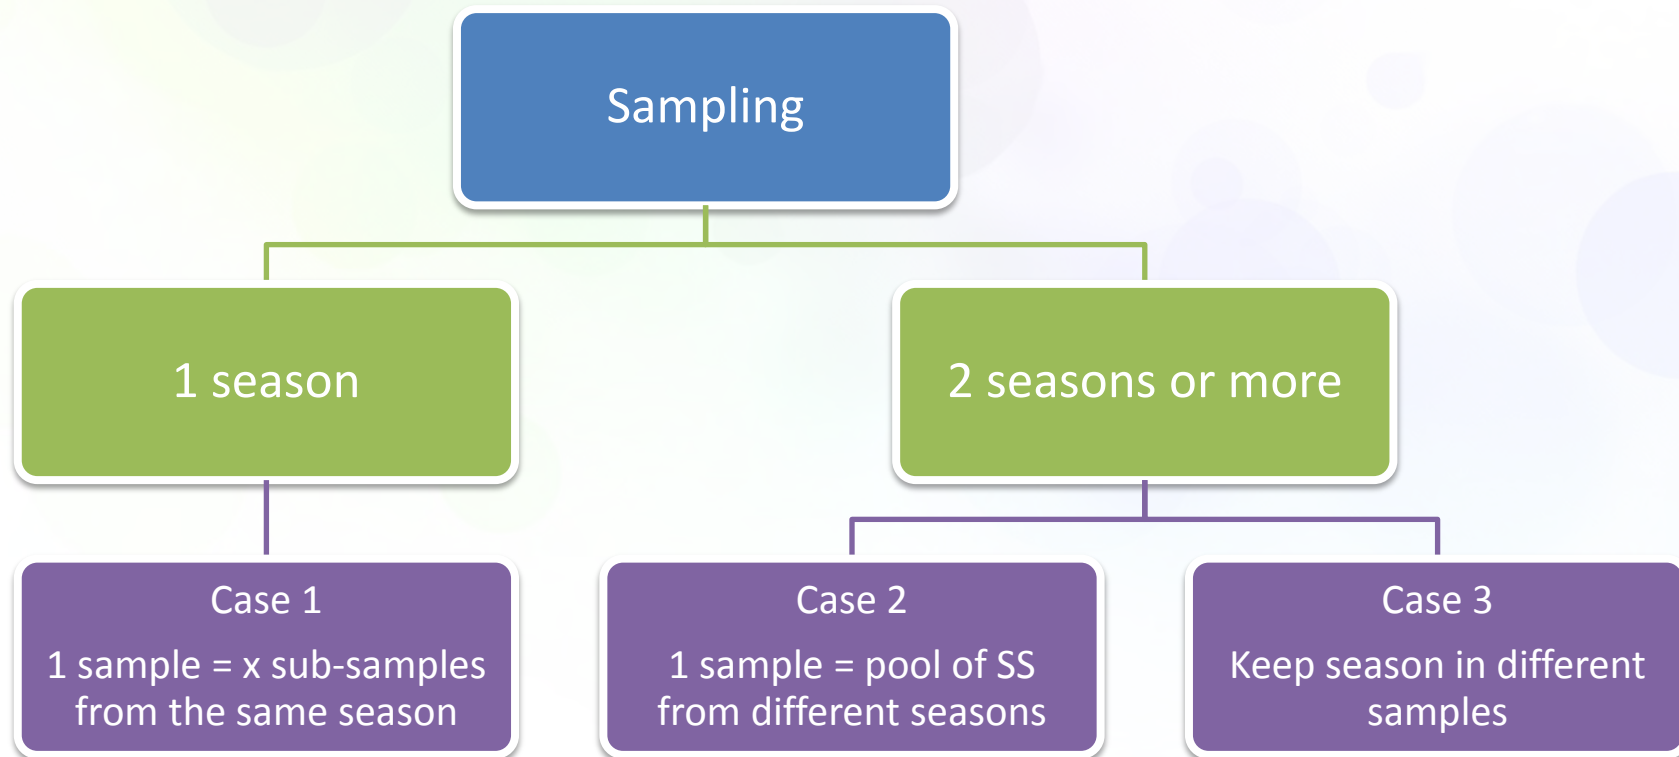 Sampling
1 season
2 seasons or more
Case 1
1 sample = x sub-samples
from the same season
Case 2
1 sample = pool of SS
from different seasons
Case 3
Keep season in different
samples